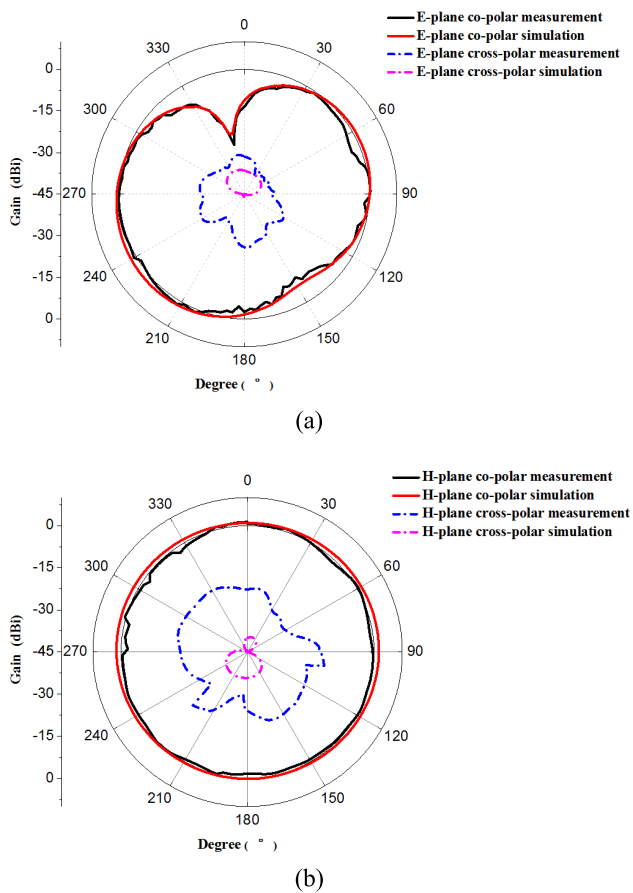 E-plane co-polar measurement
E-plane co-polar simulation
E-plane cross-polar measurement
E-plane cross-polar simulation
0
330
30
0
-15
300
60
-30
Gain (dBi)
-45
270
90
-30
-15
240
120
0
210
150
180
Degree ( ° )
(a)
H-plane co-polar measurement
H-plane co-polar simulation
H-plane cross-polar measurement
H-plane cross-polar simulation
0
330
30
0
-15
300
60
-30
Gain (dBi)
-45
270
90
-30
-15
240
120
0
210
150
180
Degree ( ° )
(b)